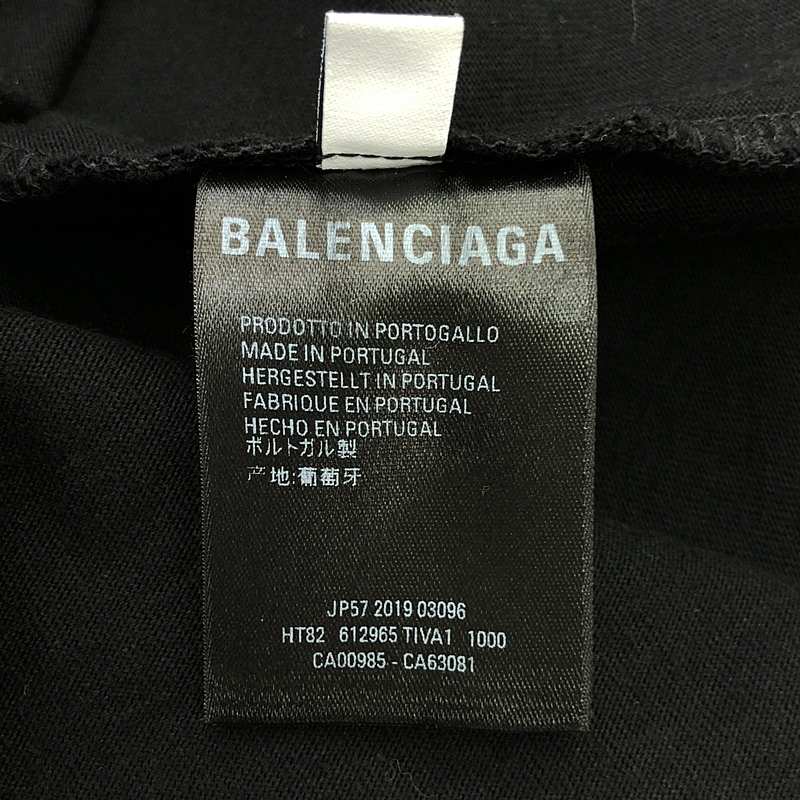 BALENCIAGA
PRODOTTO IN PORTOGALLO
MADE IN PORTUGAL
HERGESTELLT IN PORTUGAL
FABRIQUE EN PORTUGAL
HECHO EN PORTUGAL
ポルトガル製
产地:葡萄牙
JP57 2019 03096
HT82 612965 TIVA1 1000
CA00985 - CA63081